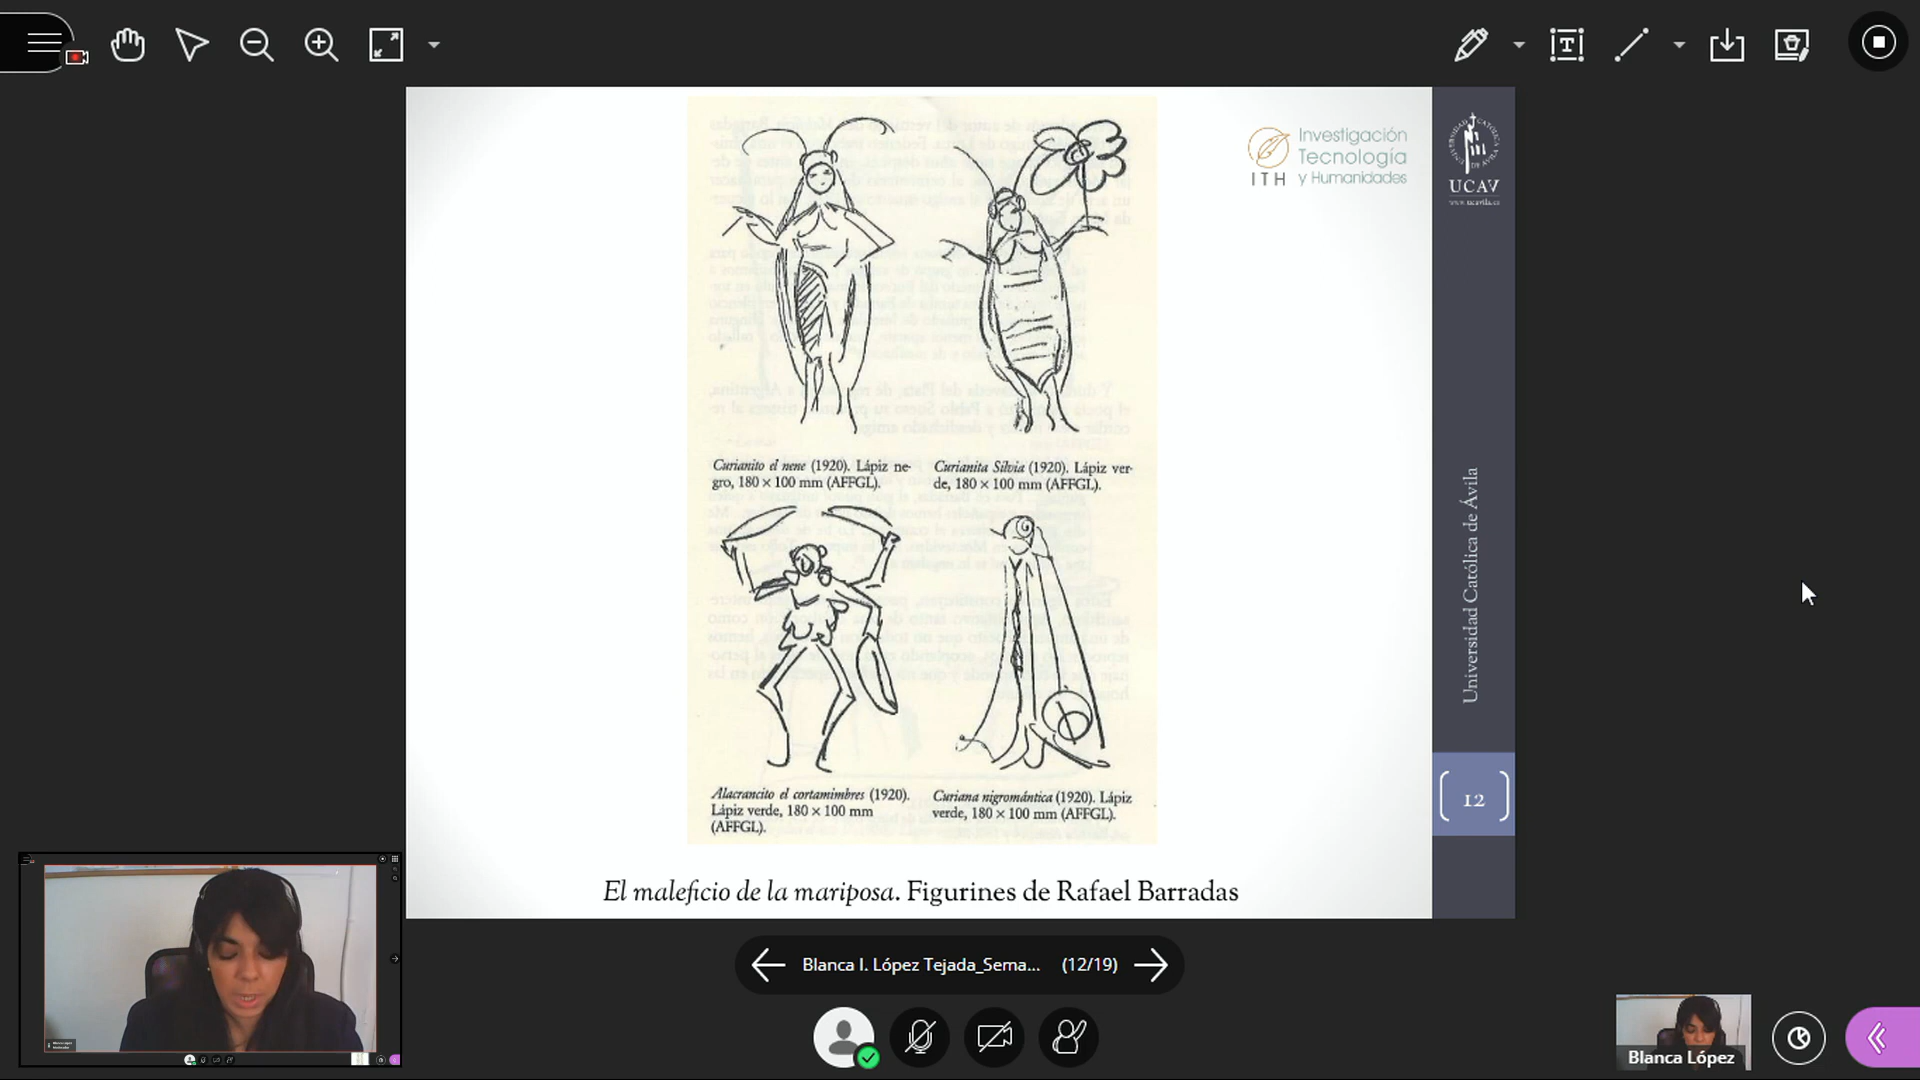 Investigación
Tecnología
ITH y Humanidades
UCAV
www.ucavila.es
Universidad Católica de Ávila
Curianito el nene (1920). Lápiz ne-
gro, 180 × 100 mm (AFFGL).
Curianita Silvia (1920). Lápiz ver-
de, 180 × 100 mm (AFFGL).
Alacrancito el cortamimbres (1920).
Lápiz verde, 180 × 100 mm
(AFFGL).
Curiana nigromántica (1920). Lápiz
verde, 180 × 100 mm (AFFGL).
12
El maleficio de la mariposa. Figurines de Rafael Barradas
Blanca I. López Tejada_Sema... (12/19)
Blanca López